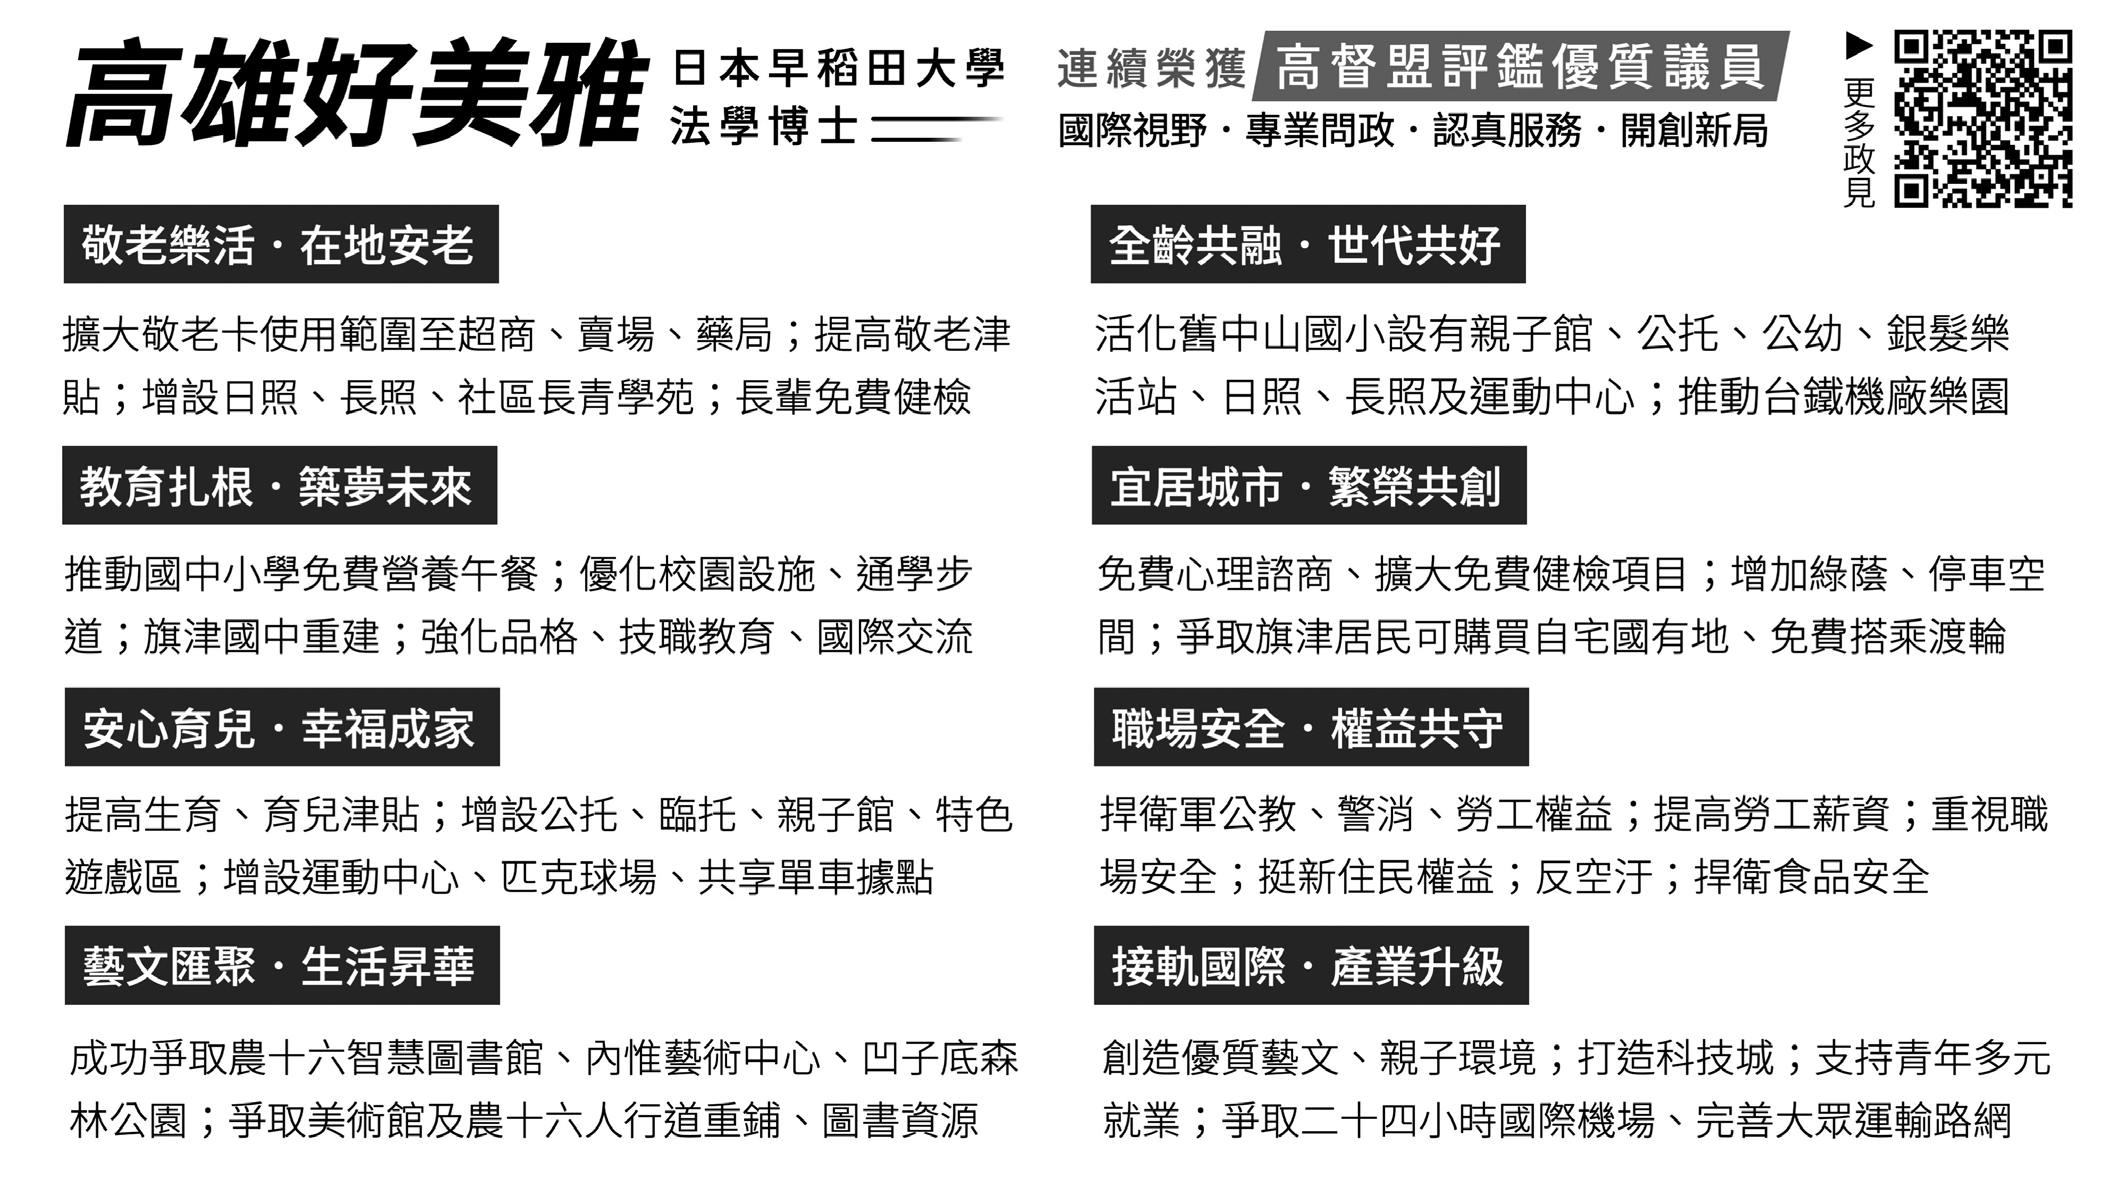 高雄好美雅
日本早稻田大學
法學博士
連續榮獲 高督盟評鑑優質議員
國際視野・專業問政・認真服務・開創新局
▶更多政見
敬老樂活・在地安老
擴大敬老卡使用範圍至超商、賣場、藥局；提高敬老津
貼；增設日照、長照、社區長青學苑；長輩免費健檢
教育扎根・築夢未來
推動國中小學免費營養午餐；優化校園設施、通學步
道；旗津國中重建；強化品格、技職教育、國際交流
安心育兒・幸福成家
提高生育、育兒津貼；增設公托、臨托、親子館、特色
遊戲區；增設運動中心、匹克球場、共享單車據點
藝文匯聚・生活昇華
成功爭取農十六智慧圖書館、內惟藝術中心、凹子底森
林公園；爭取美術館及農十六人行道重鋪、圖書資源
全齡共融・世代共好
活化舊中山國小設有親子館、公托、公幼、銀髮樂
活站、日照、長照及運動中心；推動台鐵機廠樂園
宜居城市・繁榮共創
免費心理諮商、擴大免費健檢項目；增加綠蔭、停車空
間；爭取旗津居民可購買自宅國有地、免費搭乘渡輪
職場安全・權益共守
捍衛軍公教、警消、勞工權益；提高勞工薪資；重視職
場安全；挺新住民權益；反空汙；捍衛食品安全
接軌國際・產業升級
創造優質藝文、親子環境；打造科技城；支持青年多元
就業；爭取二十四小時國際機場、完善大眾運輸路網